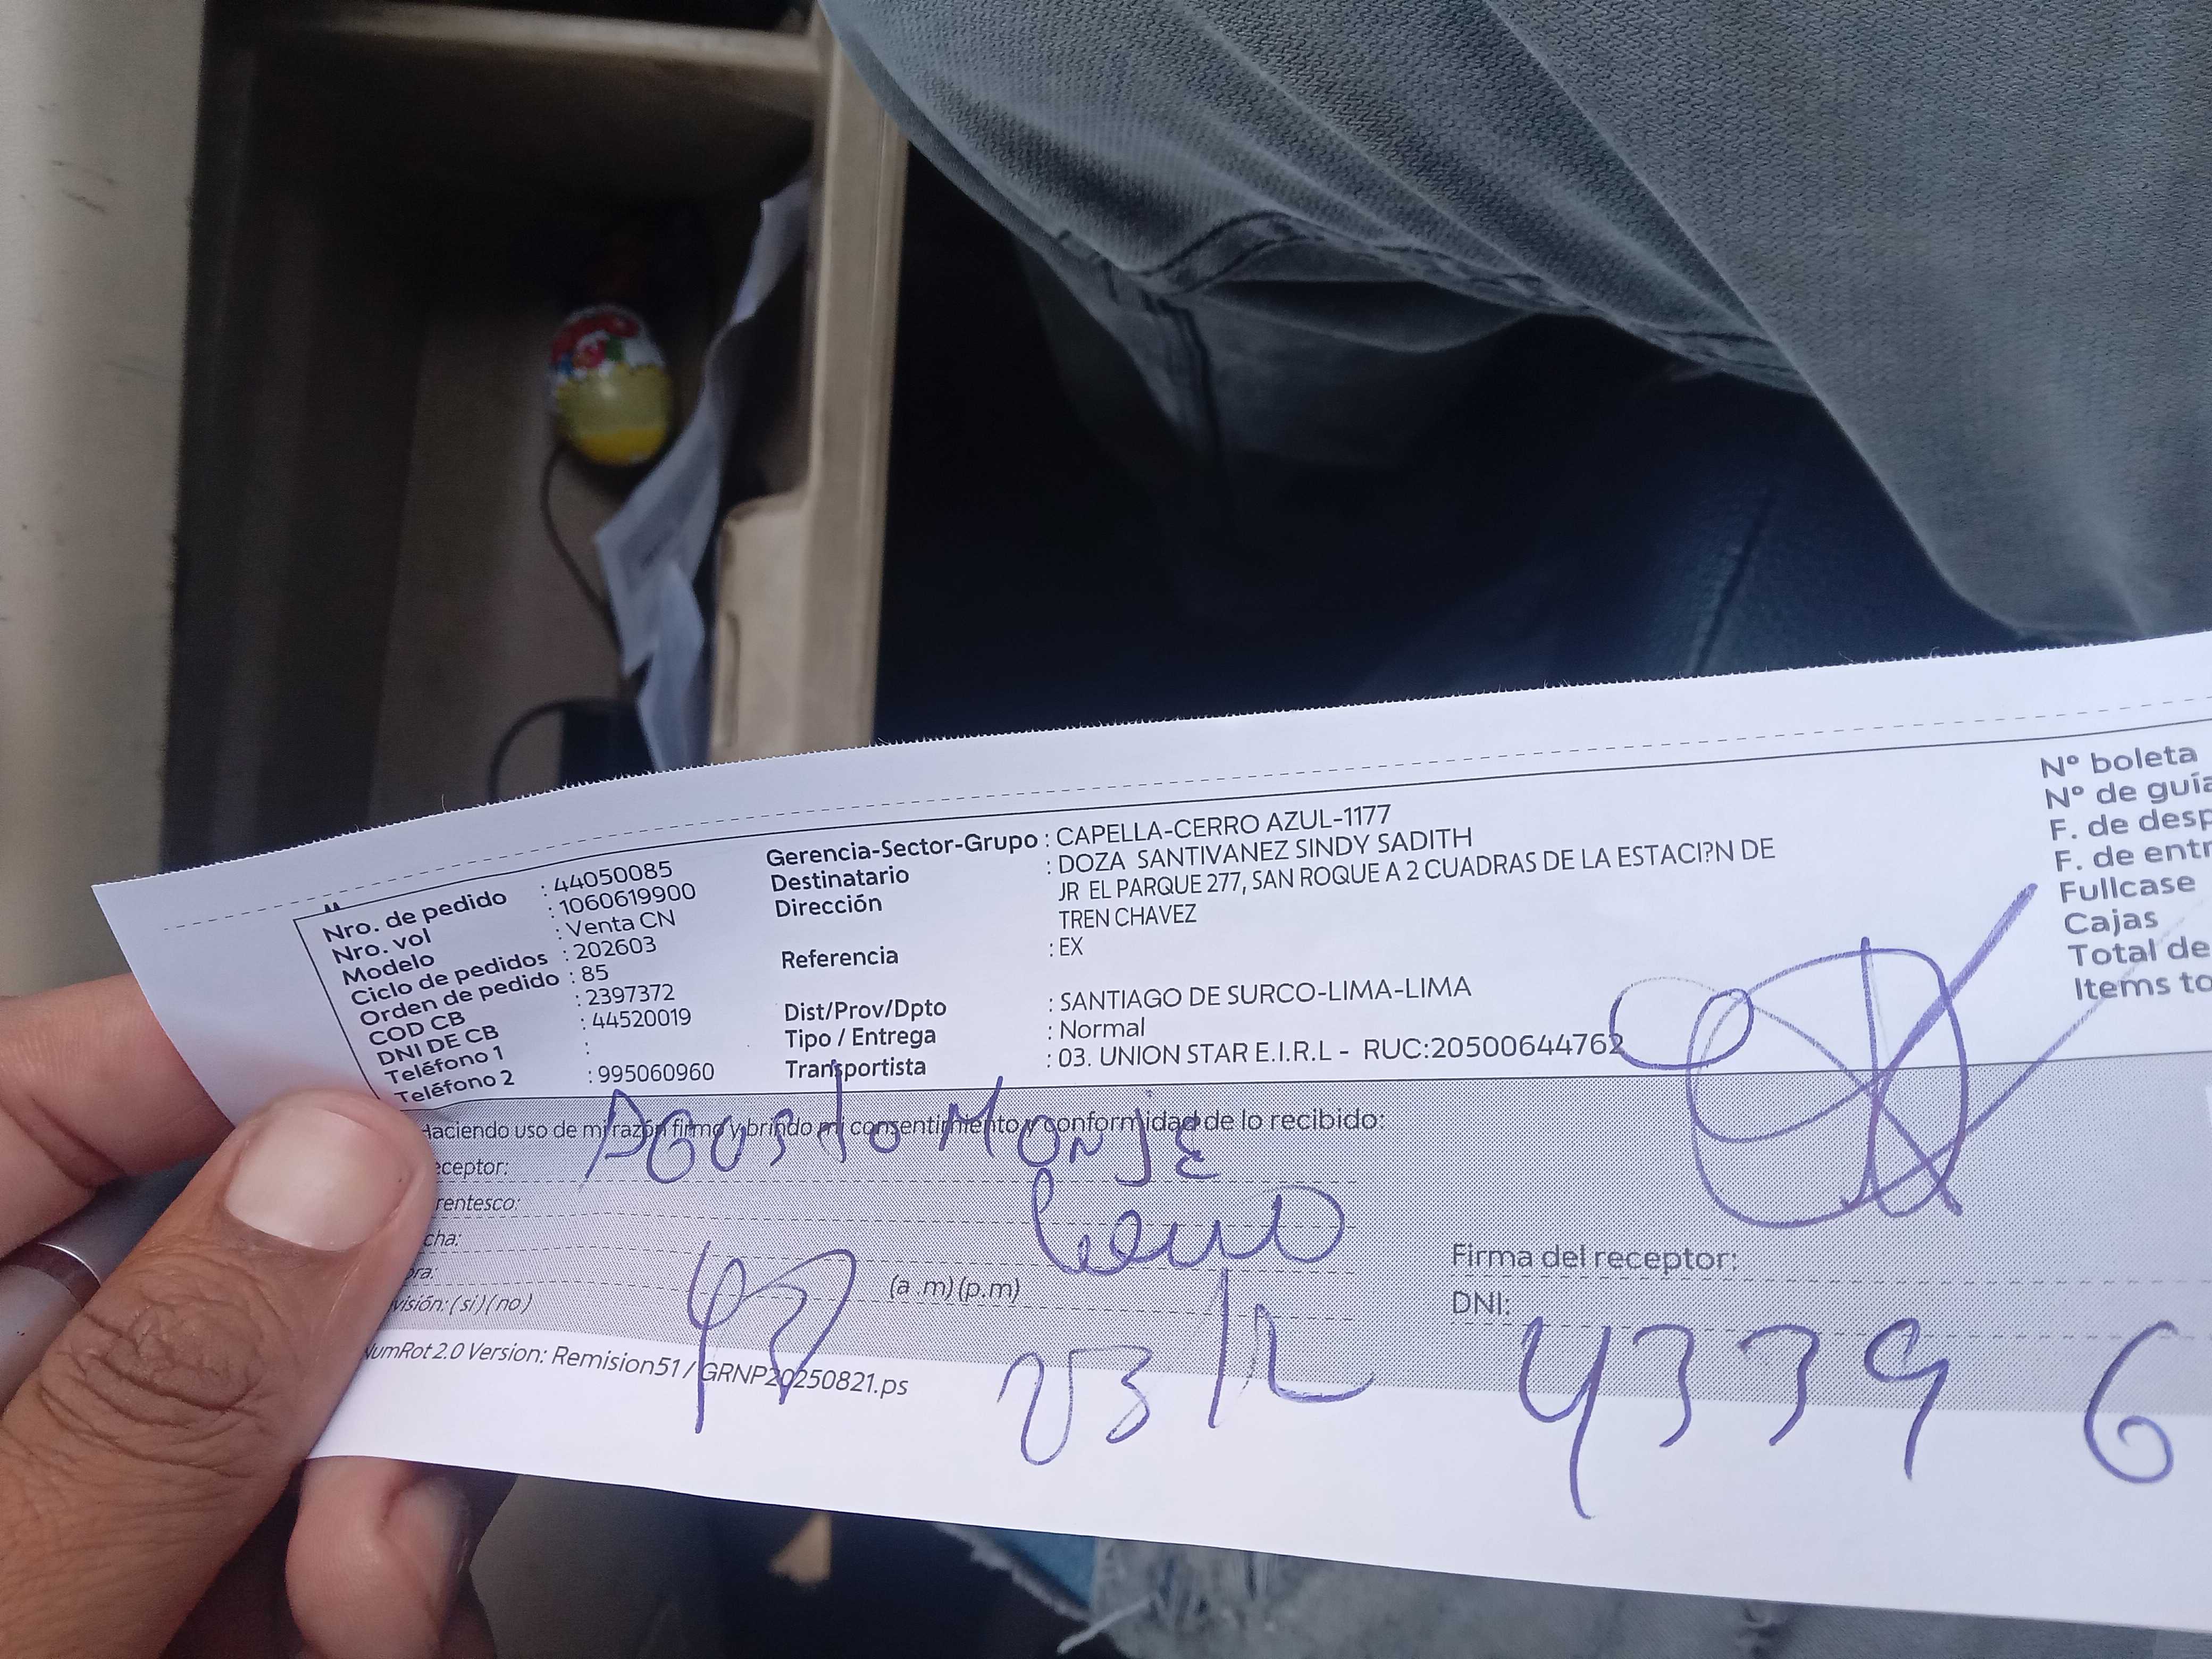 Nro. de pedido : 44050085
Nro. vol : 1060619900
Modelo : Venta CN
Ciclo de pedidos : 202603
Orden de pedido : 85
COD CB : 2397372
DNI DE CB : 44520019
Teléfono 1 :
Teléfono 2 : 995060960
Gerencia-Sector-Grupo : CAPELLA-CERRO AZUL-1177
Destinatario : DOZA SANTIVANEZ SINDY SADITH
Dirección JR EL PARQUE 277, SAN ROQUE A 2 CUADRAS DE LA ESTACI?N DE
TREN CHAVEZ
Referencia : EX
Dist/Prov/Dpto : SANTIAGO DE SURCO-LIMA-LIMA
Tipo / Entrega : Normal
Transportista : 03. UNION STAR E.I.R.L - RUC:20500644762
Nº boleta
Nº de guía
F. de desp
F. de entr
Fullcase
Cajas
Total de
Items to
Haciendo uso de mi razón firmo y brindo mi consentimiento y conformidad de lo recibido:
eceptor: AGUSTO MONJE
rentesco:
cha:
ora: (a .m) (p.m)
visión: (si) (no)
Firma del receptor:
DNI: 4339 6
23/12
NumRot 2.0 Version: Remision51 / GRNP20250821.ps